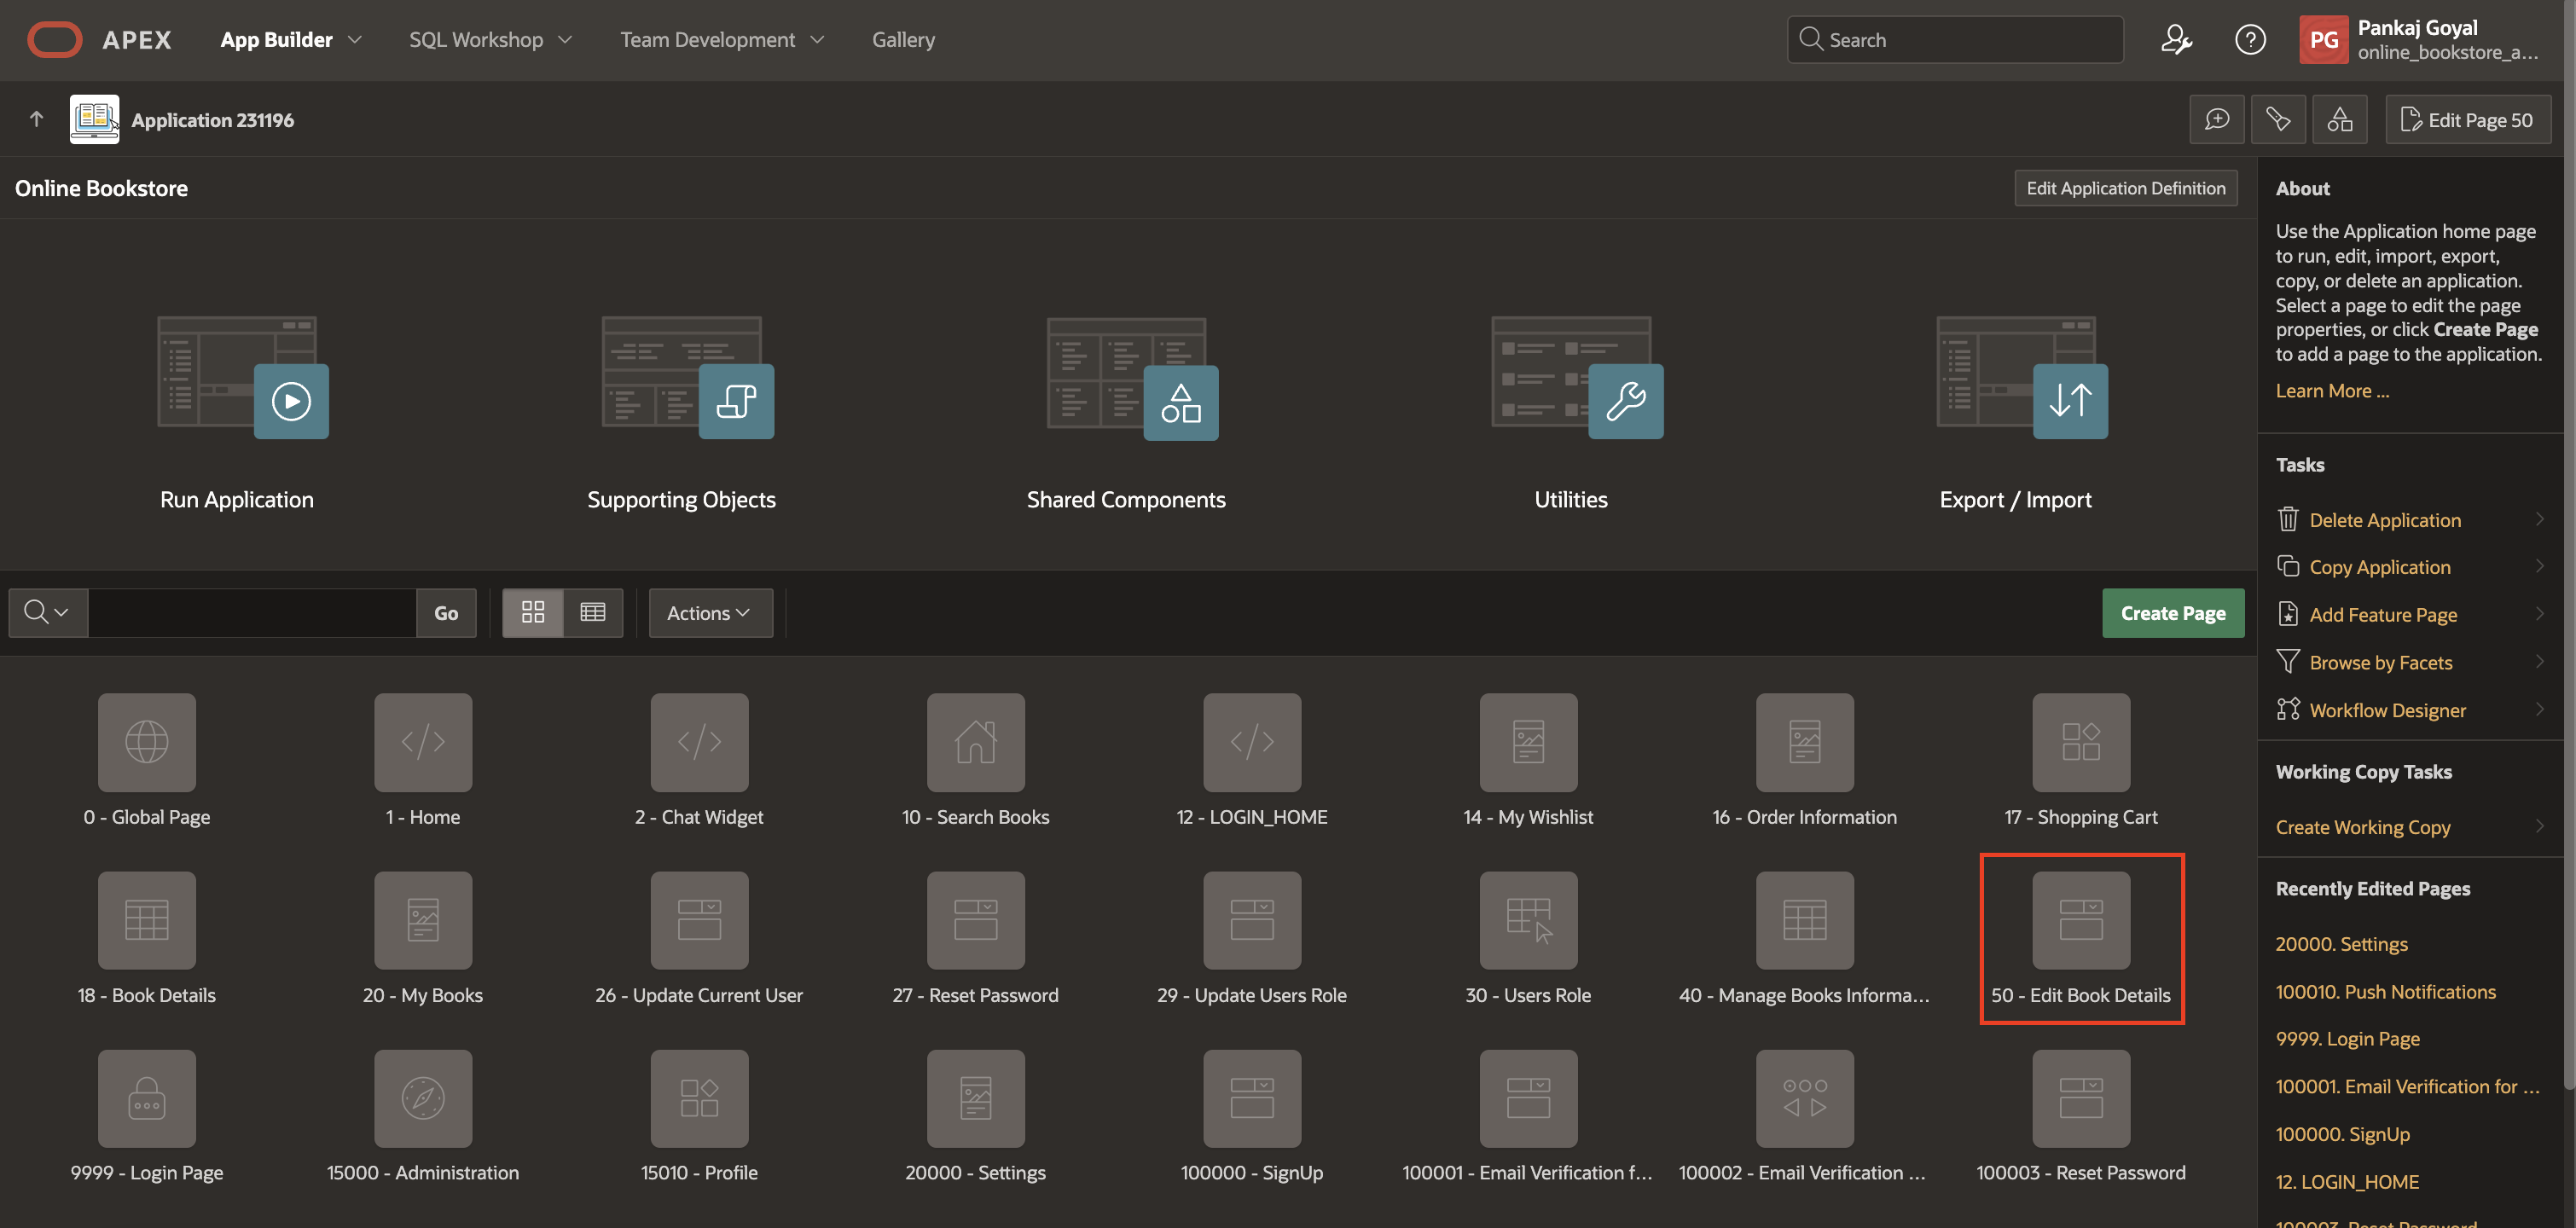 APEX App Builder SQL Workshop Team Development Gallery Search Pankaj Goyal
PG online_bookstore_a...
Application 231196 Edit Page 50
Online Bookstore Edit Application Definition
Run Application Supporting Objects Shared Components Utilities Export / Import
Go Actions Create Page
0 - Global Page 1 - Home 2 - Chat Widget 10 - Search Books 12 - LOGIN_HOME 14 - My Wishlist 16 - Order Information 17 - Shopping Cart
18 - Book Details 20 - My Books 26 - Update Current User 27 - Reset Password 29 - Update Users Role 30 - Users Role 40 - Manage Books Informa... 50 - Edit Book Details
9999 - Login Page 15000 - Administration 15010 - Profile 20000 - Settings 100000 - SignUp 100001 - Email Verification f... 100002 - Email Verification ... 100003 - Reset Password
About
Use the Application home page
to run, edit, import, export,
copy, or delete an application.
Select a page to edit the page
properties, or click Create Page
to add a page to the application.
Learn More ...
Tasks
Delete Application
Copy Application
Add Feature Page
Browse by Facets
Workflow Designer
Working Copy Tasks
Create Working Copy
Recently Edited Pages
20000. Settings
100010. Push Notifications
9999. Login Page
100001. Email Verification for ...
100000. SignUp
12. LOGIN_HOME
100003. Reset Password